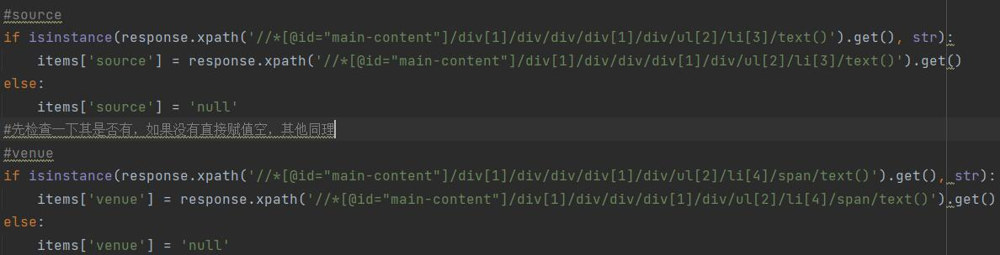 #source
if isinstance(response.xpath('//*[@id="main-content"]/div[1]/div/div/div[1]/div/ul[2]/li[3]/text()').get(), str):
    items['source'] = response.xpath('//*[@id="main-content"]/div[1]/div/div/div[1]/div/ul[2]/li[3]/text()').get()
else:
    items['source'] = 'null'
#先检查一下其是否有，如果没有直接赋值空，其他同理
#venue
if isinstance(response.xpath('//*[@id="main-content"]/div[1]/div/div/div[1]/div/ul[2]/li[4]/span/text()').get(), str):
    items['venue'] = response.xpath('//*[@id="main-content"]/div[1]/div/div/div[1]/div/ul[2]/li[4]/span/text()').get()
else:
    items['venue'] = 'null'